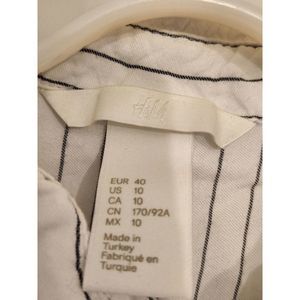 H&M
EUR 40
US 10
CA 10
CN 170/92A
MX 10
Made in
Turkey
Fabriqué en
Turquie